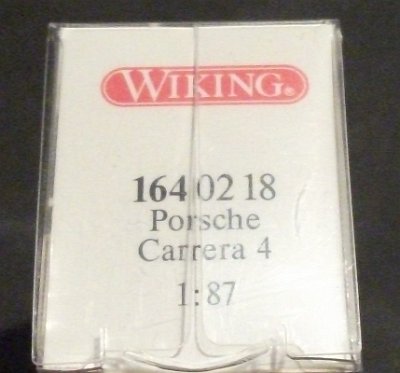 WIKING®
164 02 18
Porsche
Carrera 4
1:87